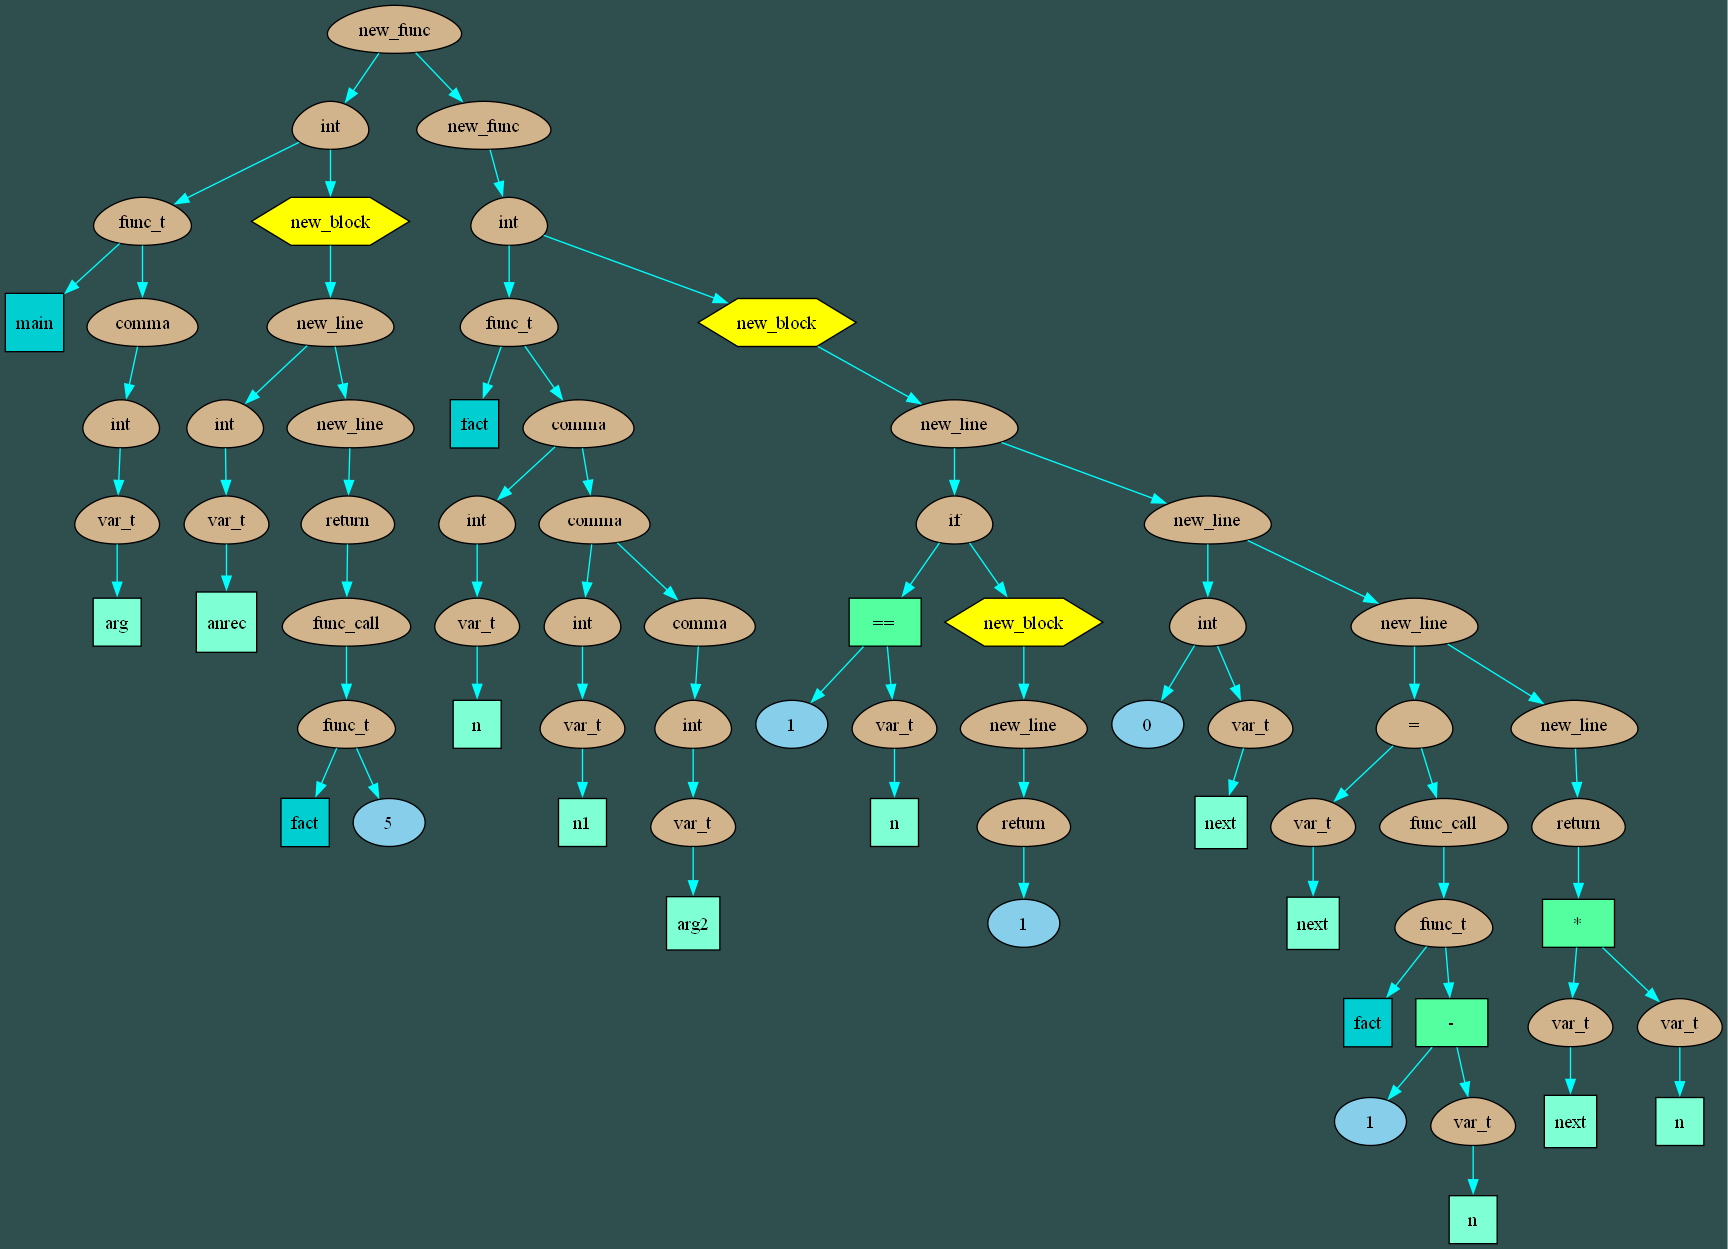 new_func
int new_func
func_t new_block int
main comma new_line func_t new_block
int int new_line fact comma new_line
var_t var_t return int comma if new_line
arg anrec func_call var_t int comma == new_block int new_line
func_t n var_t int 1 var_t new_line 0 var_t = new_line
fact 5 n1 var_t n return next var_t func_call return
arg2 1 next func_t *
fact - var_t var_t
1 var_t next n
n